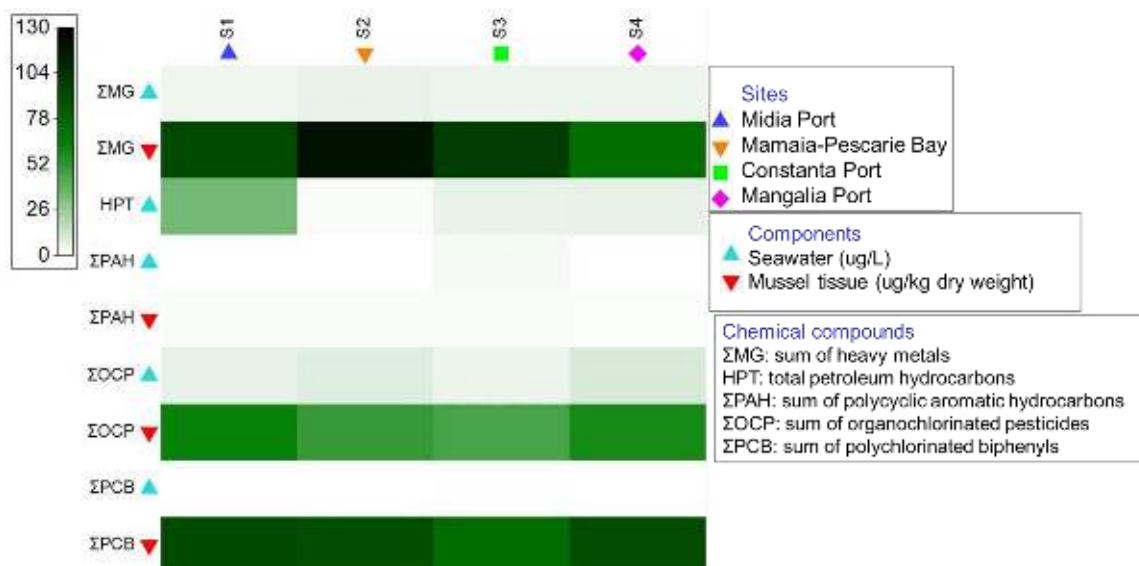 130
104
78
52
26
0
S1
S2
S3
S4
ΣMG
ΣMG
HPT
ΣPAH
ΣPAH
ΣOCP
ΣOCP
ΣPCB
ΣPCB
Sites
Midia Port
Mamaia-Pescarie Bay
Constanta Port
Mangalia Port
Components
Seawater (ug/L)
Mussel tissue (ug/kg dry weight)
Chemical compounds
ΣMG: sum of heavy metals
HPT: total petroleum hydrocarbons
ΣPAH: sum of polycyclic aromatic hydrocarbons
ΣOCP: sum of organochlorinated pesticides
ΣPCB: sum of polychlorinated biphenyls